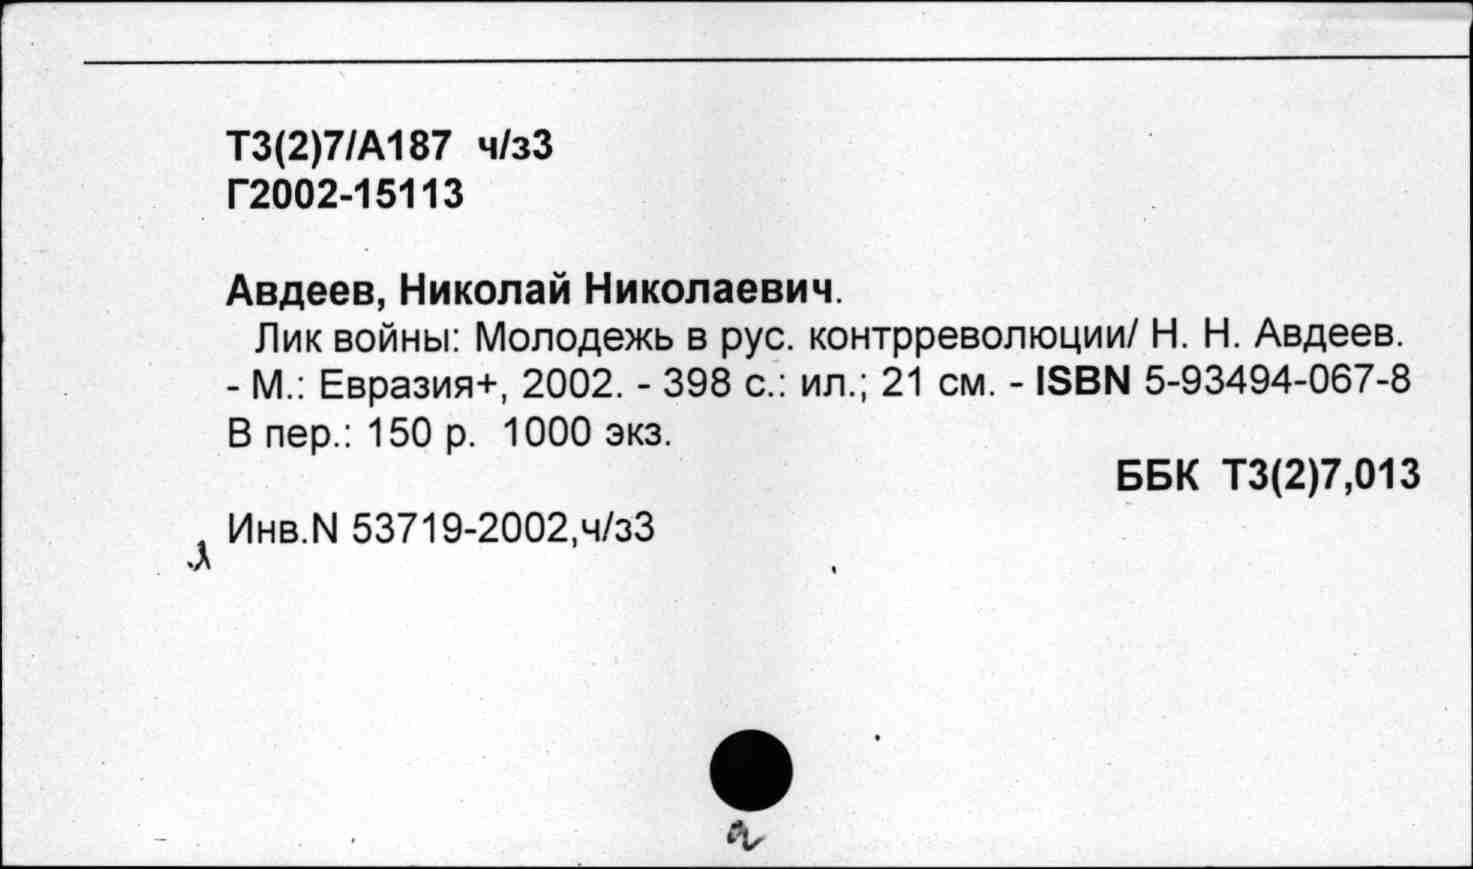 Т3(2)7/А187 ч/з3
Г2002-15113
Авдеев, Николай Николаевич.
Лик войны: Молодежь в рус. контрреволюции/ Н. Н. Авдеев.
- М.: Евразия+, 2002. - 398 с.: ил.; 21 см. - ISBN 5-93494-067-8
В пер.: 150 р. 1000 экз.
ББК Т3(2)7,013
Инв.N 53719-2002,ч/з3